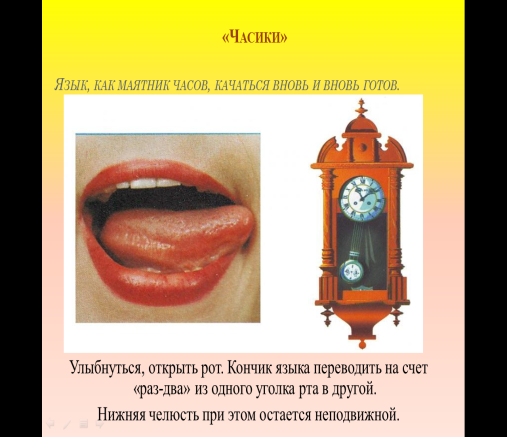 «Часики»
Язык, как маятник часов, качаться вновь и вновь готов.
Улыбнуться, открыть рот. Кончик языка переводить на счет
«раз-два» из одного уголка рта в другой.
Нижняя челюсть при этом остается неподвижной.